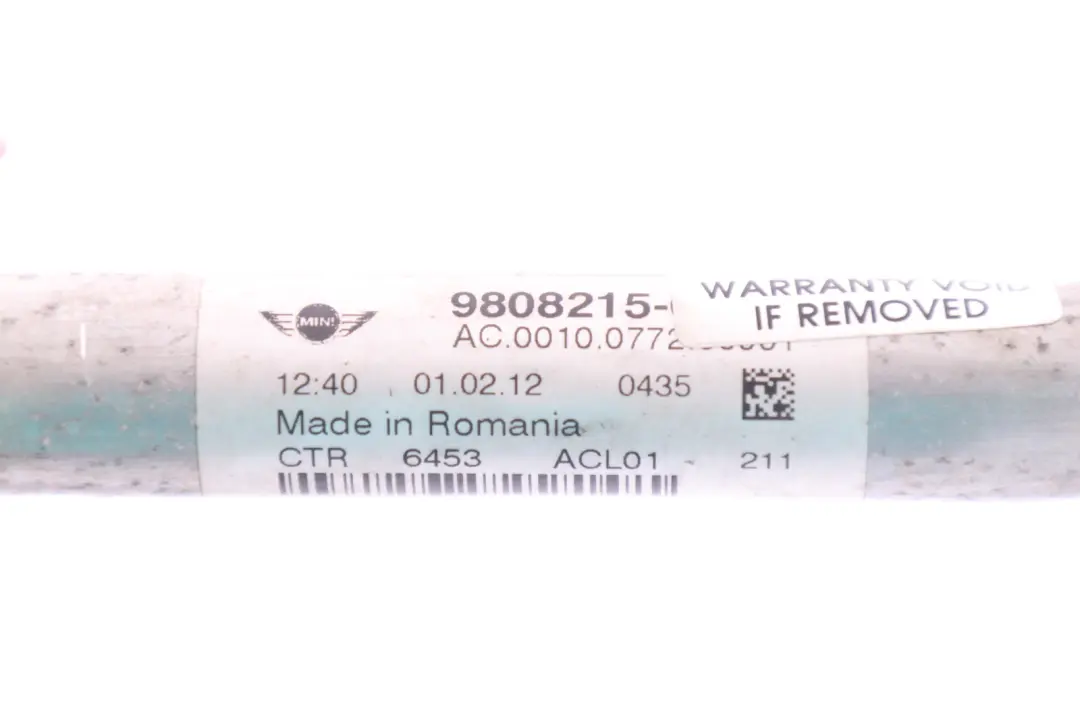 MINI
9808215-
WARRANTY VOID
IF REMOVED
AC.0010.0772
12:40 01.02.12 0435
Made in Romania
CTR 6453 ACL01 - 211